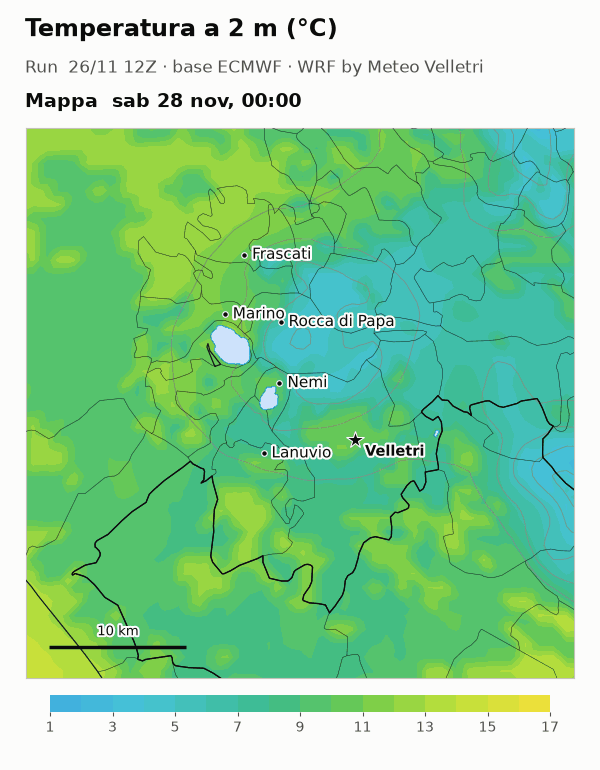 Temperatura a 2 m (°C)
Run  26/11 12Z · base ECMWF · WRF by Meteo Velletri
Mappa  sab 28 nov, 00:00
Frascati
Marino
Rocca di Papa
Nemi
Velletri
Lanuvio
10 km
1 3 5 7 9 11 13 15 17